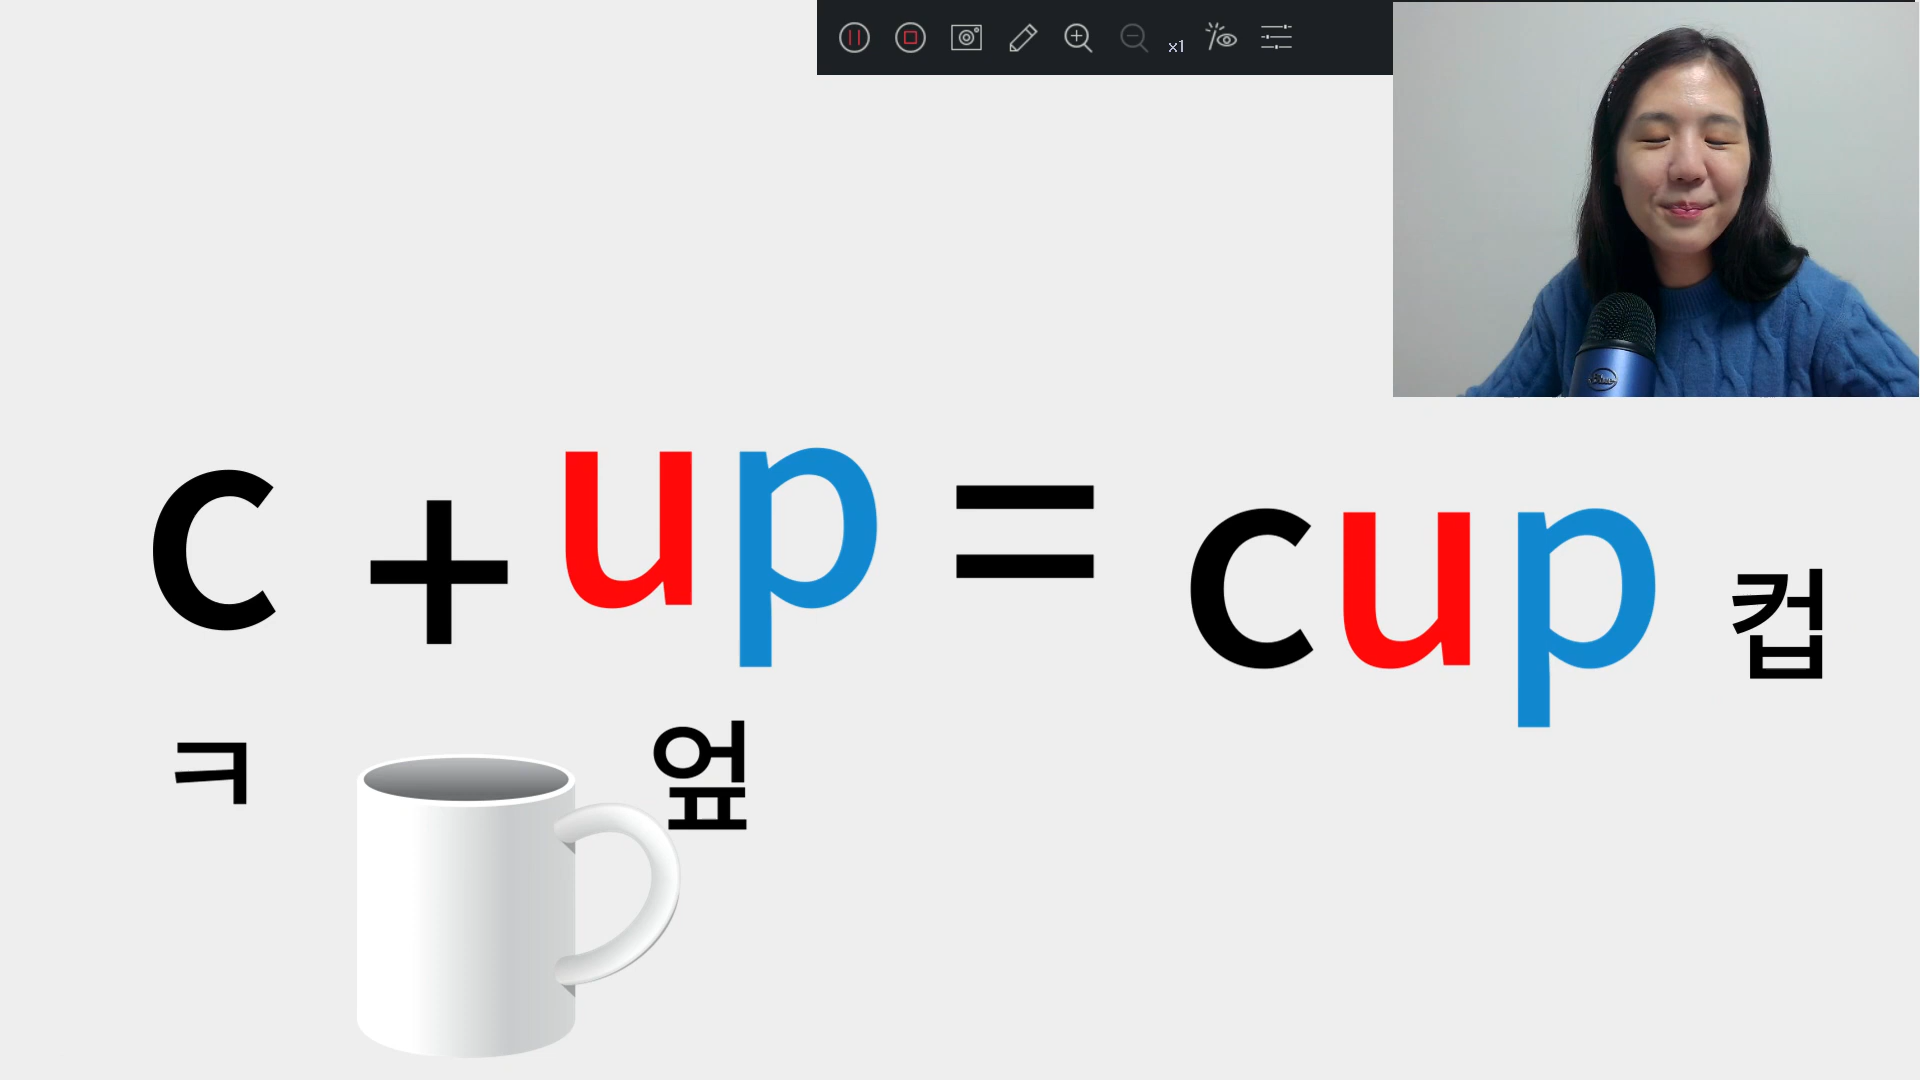 x1
c + up = cup 컵
ㅋ 엎